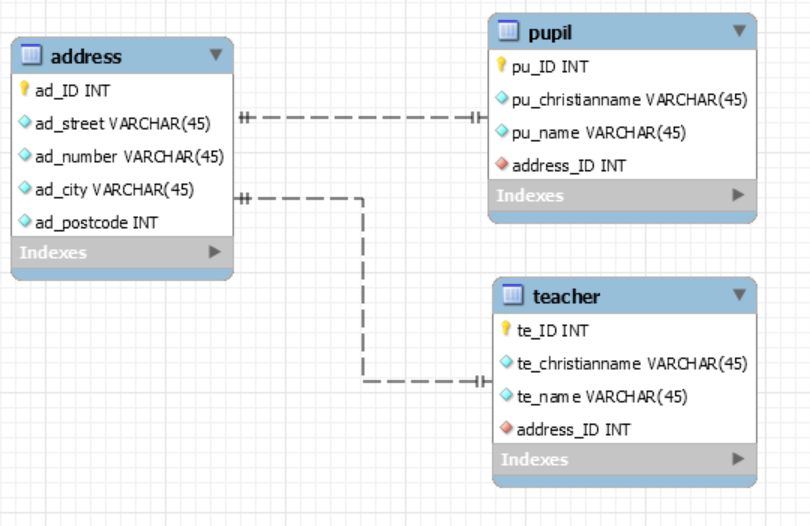 address
ad_ID INT
ad_street VARCHAR(45)
ad_number VARCHAR(45)
ad_city VARCHAR(45)
ad_postcode INT
Indexes
pupil
pu_ID INT
pu_christianname VARCHAR(45)
pu_name VARCHAR(45)
address_ID INT
Indexes
teacher
te_ID INT
te_christianname VARCHAR(45)
te_name VARCHAR(45)
address_ID INT
Indexes